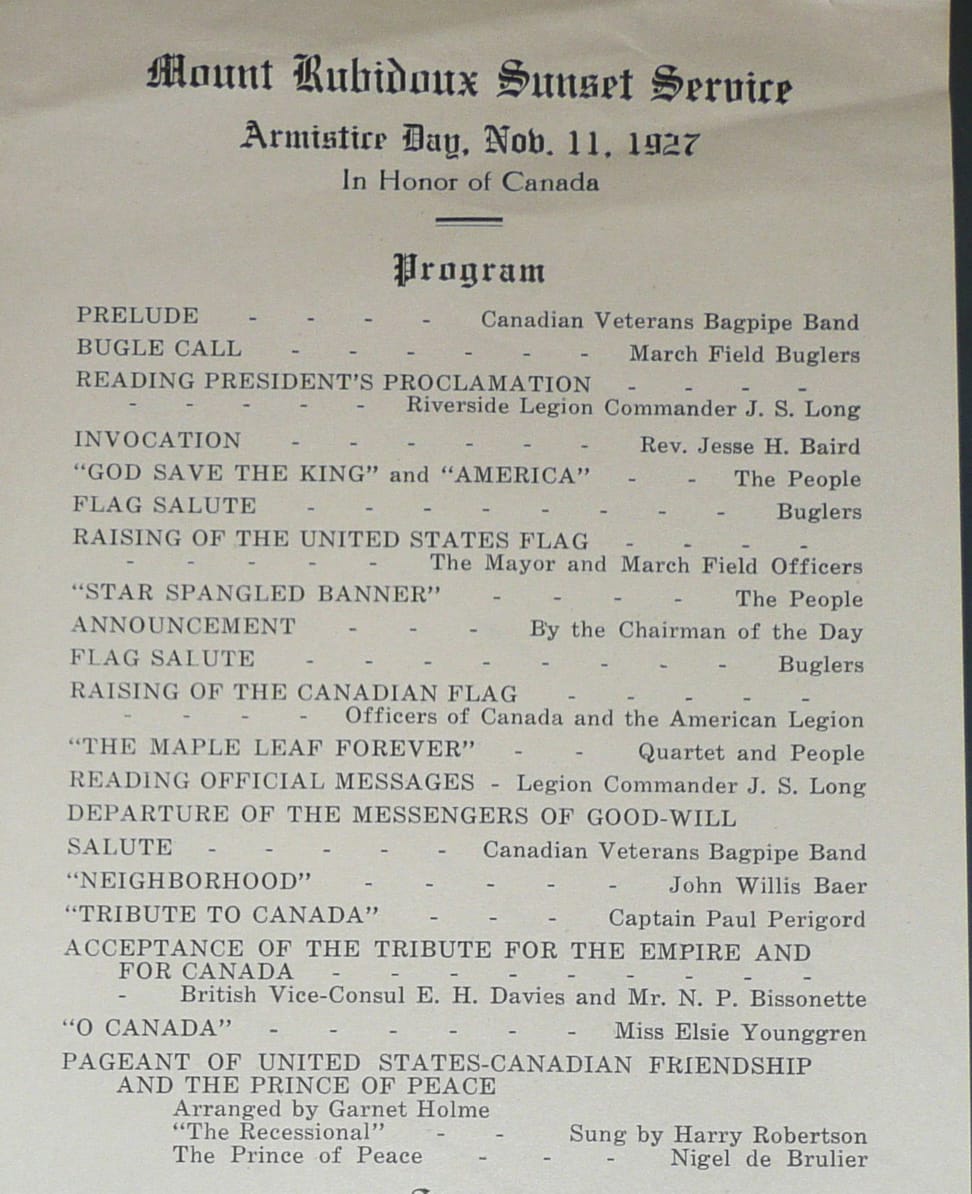 Mount Rubidoux Sunset Service
Armistice Day, Nov. 11, 1927
In Honor of Canada
Program
PRELUDE - - - - Canadian Veterans Bagpipe Band
BUGLE CALL - - - - - - March Field Buglers
READING PRESIDENT'S PROCLAMATION - - - -
- - - - - Riverside Legion Commander J. S. Long
INVOCATION - - - - - - Rev. Jesse H. Baird
"GOD SAVE THE KING" and "AMERICA" - - The People
FLAG SALUTE - - - - - - - - Buglers
RAISING OF THE UNITED STATES FLAG - - - -
- - - - - The Mayor and March Field Officers
"STAR SPANGLED BANNER" - - - - The People
ANNOUNCEMENT - - - By the Chairman of the Day
FLAG SALUTE - - - - - - - - Buglers
RAISING OF THE CANADIAN FLAG - - - - -
- - - - Officers of Canada and the American Legion
"THE MAPLE LEAF FOREVER" - - Quartet and People
READING OFFICIAL MESSAGES - Legion Commander J. S. Long
DEPARTURE OF THE MESSENGERS OF GOOD-WILL
SALUTE - - - - - Canadian Veterans Bagpipe Band
"NEIGHBORHOOD" - - - - - John Willis Baer
"TRIBUTE TO CANADA" - - - Captain Paul Perigord
ACCEPTANCE OF THE TRIBUTE FOR THE EMPIRE AND
FOR CANADA - - - - - - - - -
- British Vice-Consul E. H. Davies and Mr. N. P. Bissonette
"O CANADA" - - - - - - Miss Elsie Younggren
PAGEANT OF UNITED STATES-CANADIAN FRIENDSHIP
AND THE PRINCE OF PEACE
Arranged by Garnet Holme
"The Recessional" - - Sung by Harry Robertson
The Prince of Peace - - - Nigel de Brulier